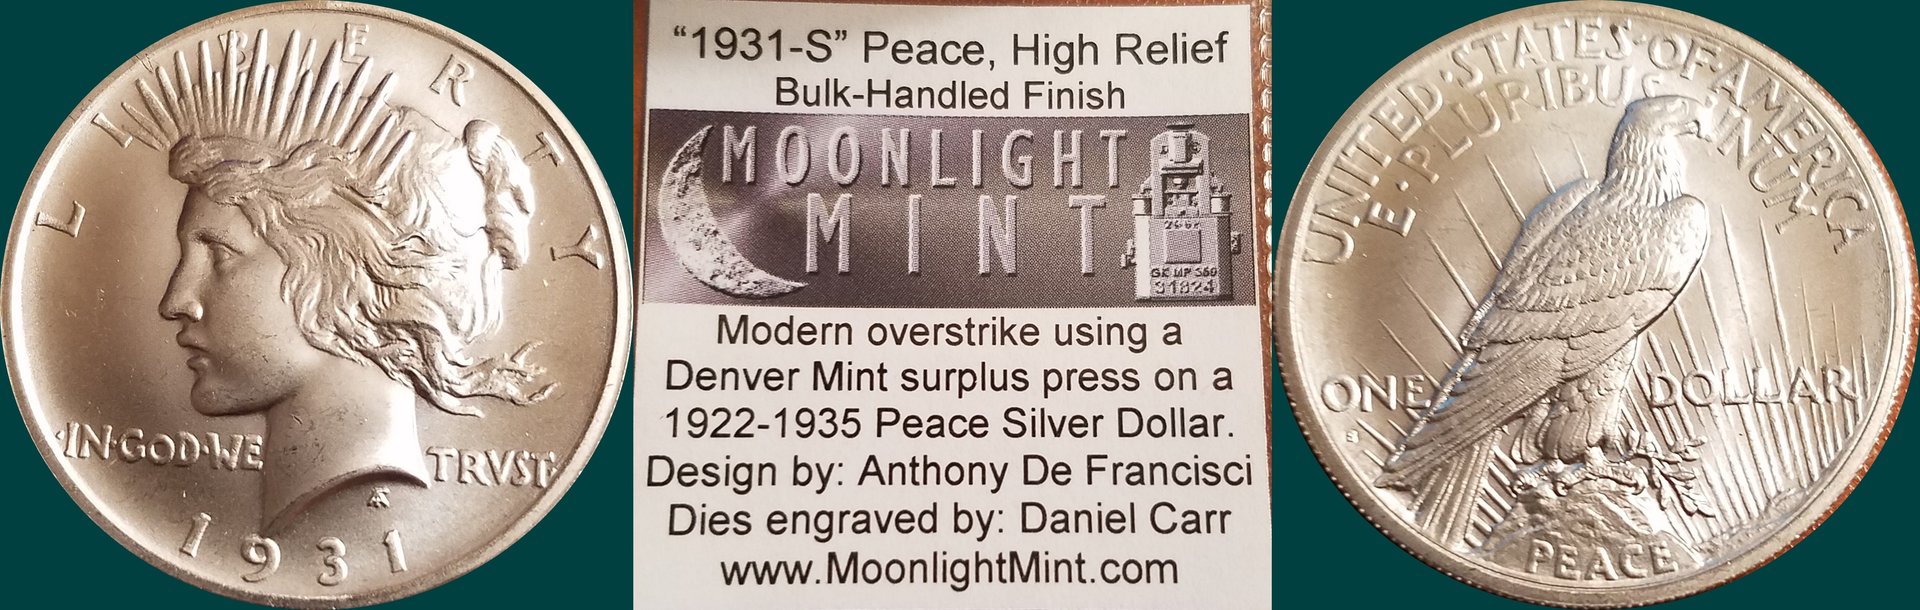 LIBERTY
IN·GOD·WE TRVST·
1931
“1931-S” Peace, High Relief
Bulk-Handled Finish
MOONLIGHT
MINT
31824
Modern overstrike using a
Denver Mint surplus press on a
1922-1935 Peace Silver Dollar.
Design by: Anthony De Francisci
Dies engraved by: Daniel Carr
www.MoonlightMint.com
UNITED·STATES·OF·AMERICA
E·PLURIBUS UNUM
ONE DOLLAR
S
PEACE